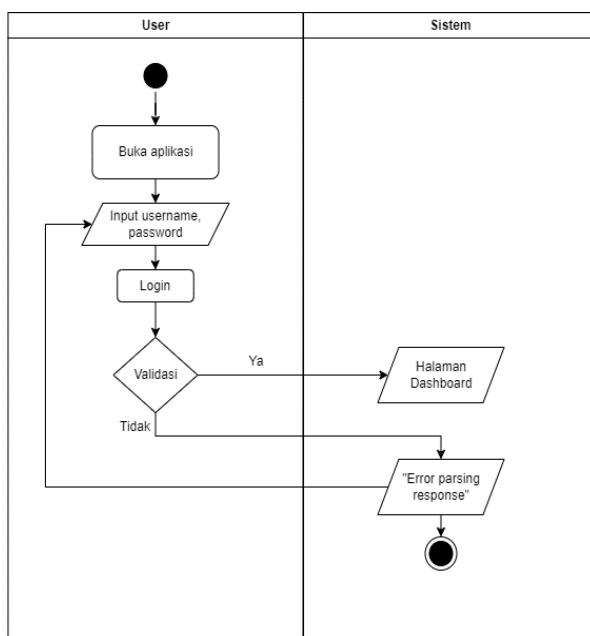 User
Sistem
Buka aplikasi
Input username,
password
Login
Validasi
Ya
Halaman
Dashboard
Tidak
"Error parsing
response"